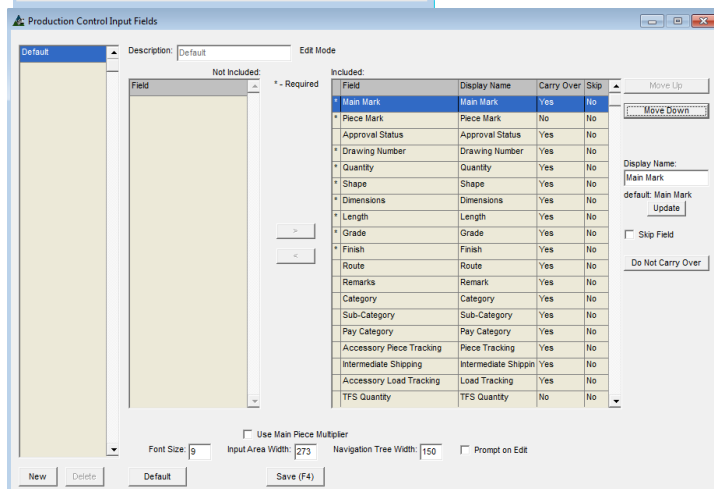 Production Control Input Fields
Default
Description: Default Edit Mode
Not Included:
Field
* - Required
Included:
Field Display Name Carry Over Skip
* Main Mark Main Mark Yes No
* Piece Mark Piece Mark No No
Approval Status Approval Status Yes No
* Drawing Number Drawing Number Yes No
* Quantity Quantity Yes No
* Shape Shape Yes No
* Dimensions Dimensions Yes No
* Length Length Yes No
* Grade Grade Yes No
* Finish Finish Yes No
Route Route Yes No
Remarks Remark Yes No
Category Category Yes No
Sub-Category Sub-Category Yes No
Pay Category Pay Category Yes No
Accessory Piece Tracking Piece Tracking Yes No
Intermediate Shipping Intermediate Shippin Yes No
Accessory Load Tracking Load Tracking Yes No
TFS Quantity TFS Quantity No No
>
<
Move Up
Move Down
Display Name:
Main Mark
default: Main Mark
Update
Skip Field
Do Not Carry Over
Use Main Piece Multiplier
Font Size: 9 Input Area Width: 273 Navigation Tree Width: 150 Prompt on Edit
New Delete Default Save (F4)